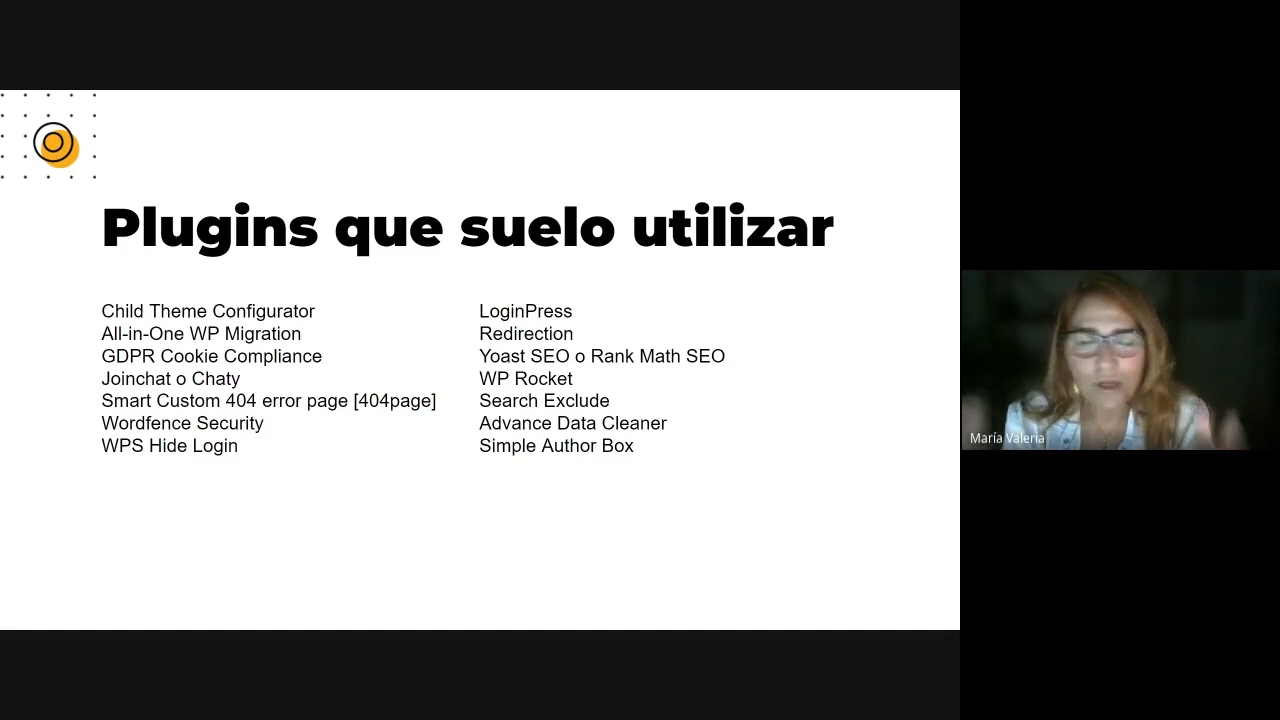 Plugins que suelo utilizar
Child Theme Configurator
All-in-One WP Migration
GDPR Cookie Compliance
Joinchat o Chaty
Smart Custom 404 error page [404page]
Wordfence Security
WPS Hide Login
LoginPress
Redirection
Yoast SEO o Rank Math SEO
WP Rocket
Search Exclude
Advance Data Cleaner
Simple Author Box
María Valeria